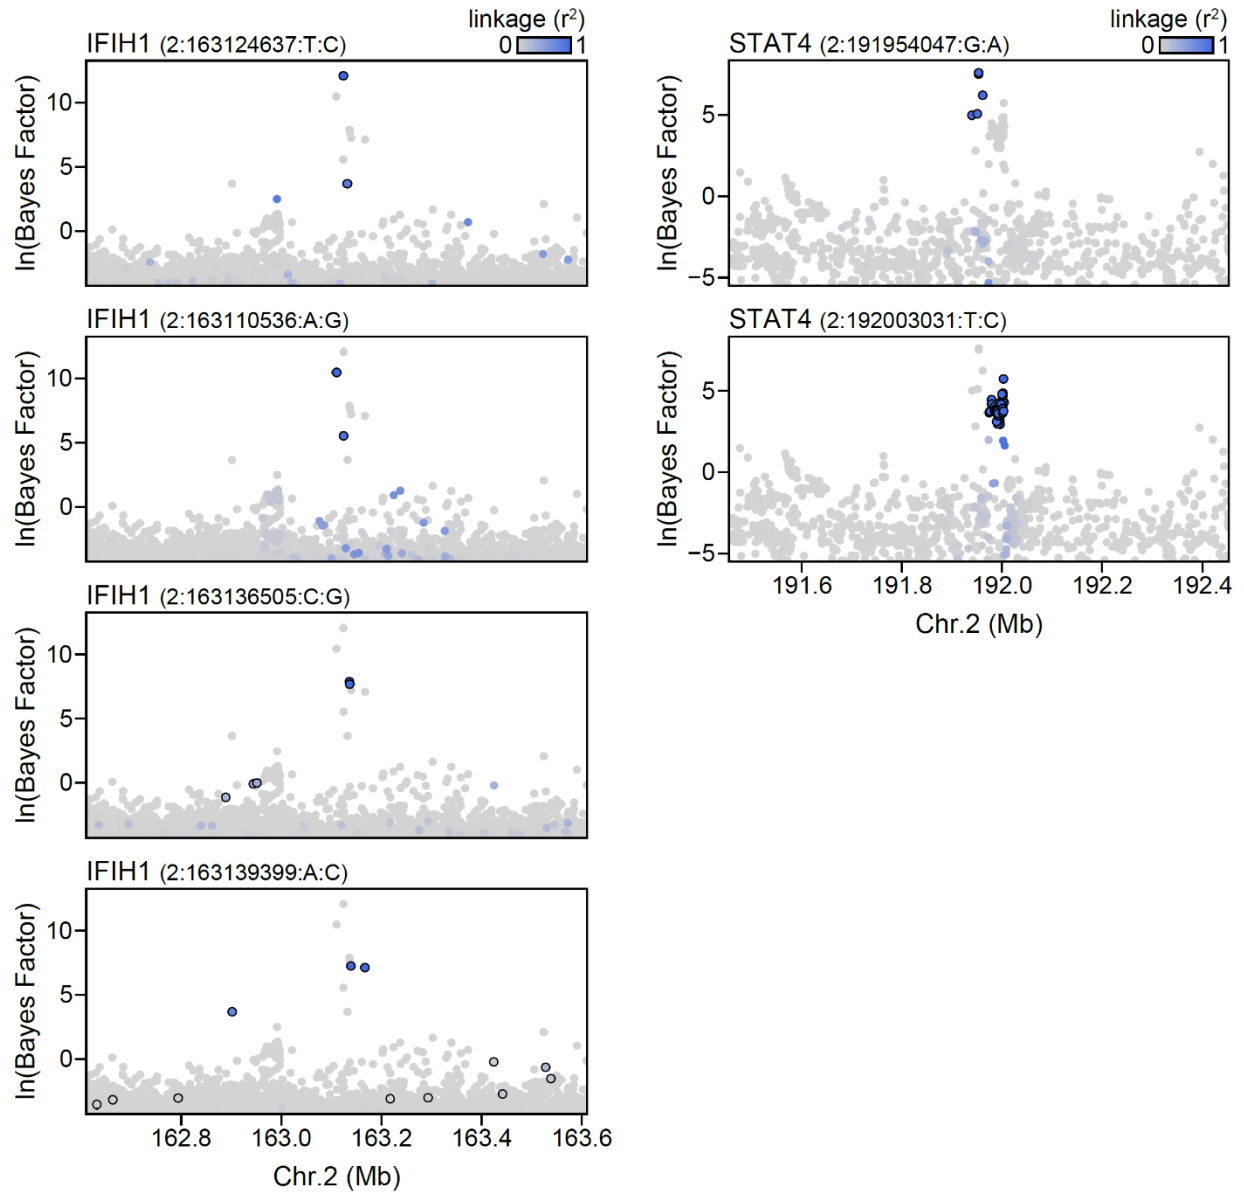 linkage (r²)
IFIH1 (2:163124637:T:C)
0 1
ln(Bayes Factor)
10
5
0
IFIH1 (2:163110536:A:G)
ln(Bayes Factor)
10
5
0
IFIH1 (2:163136505:C:G)
ln(Bayes Factor)
10
5
0
IFIH1 (2:163139399:A:C)
ln(Bayes Factor)
10
5
0
162.8 163.0 163.2 163.4 163.6
Chr.2 (Mb)
linkage (r²)
STAT4 (2:191954047:G:A)
0 1
ln(Bayes Factor)
5
0
−5
STAT4 (2:192003031:T:C)
ln(Bayes Factor)
5
0
−5
191.6 191.8 192.0 192.2 192.4
Chr.2 (Mb)